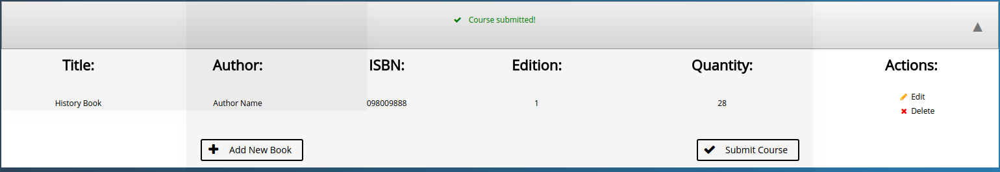 Course submitted!
Title: Author: ISBN: Edition: Quantity: Actions:
History Book Author Name 098009888 1 28 Edit
Delete
Add New Book Submit Course